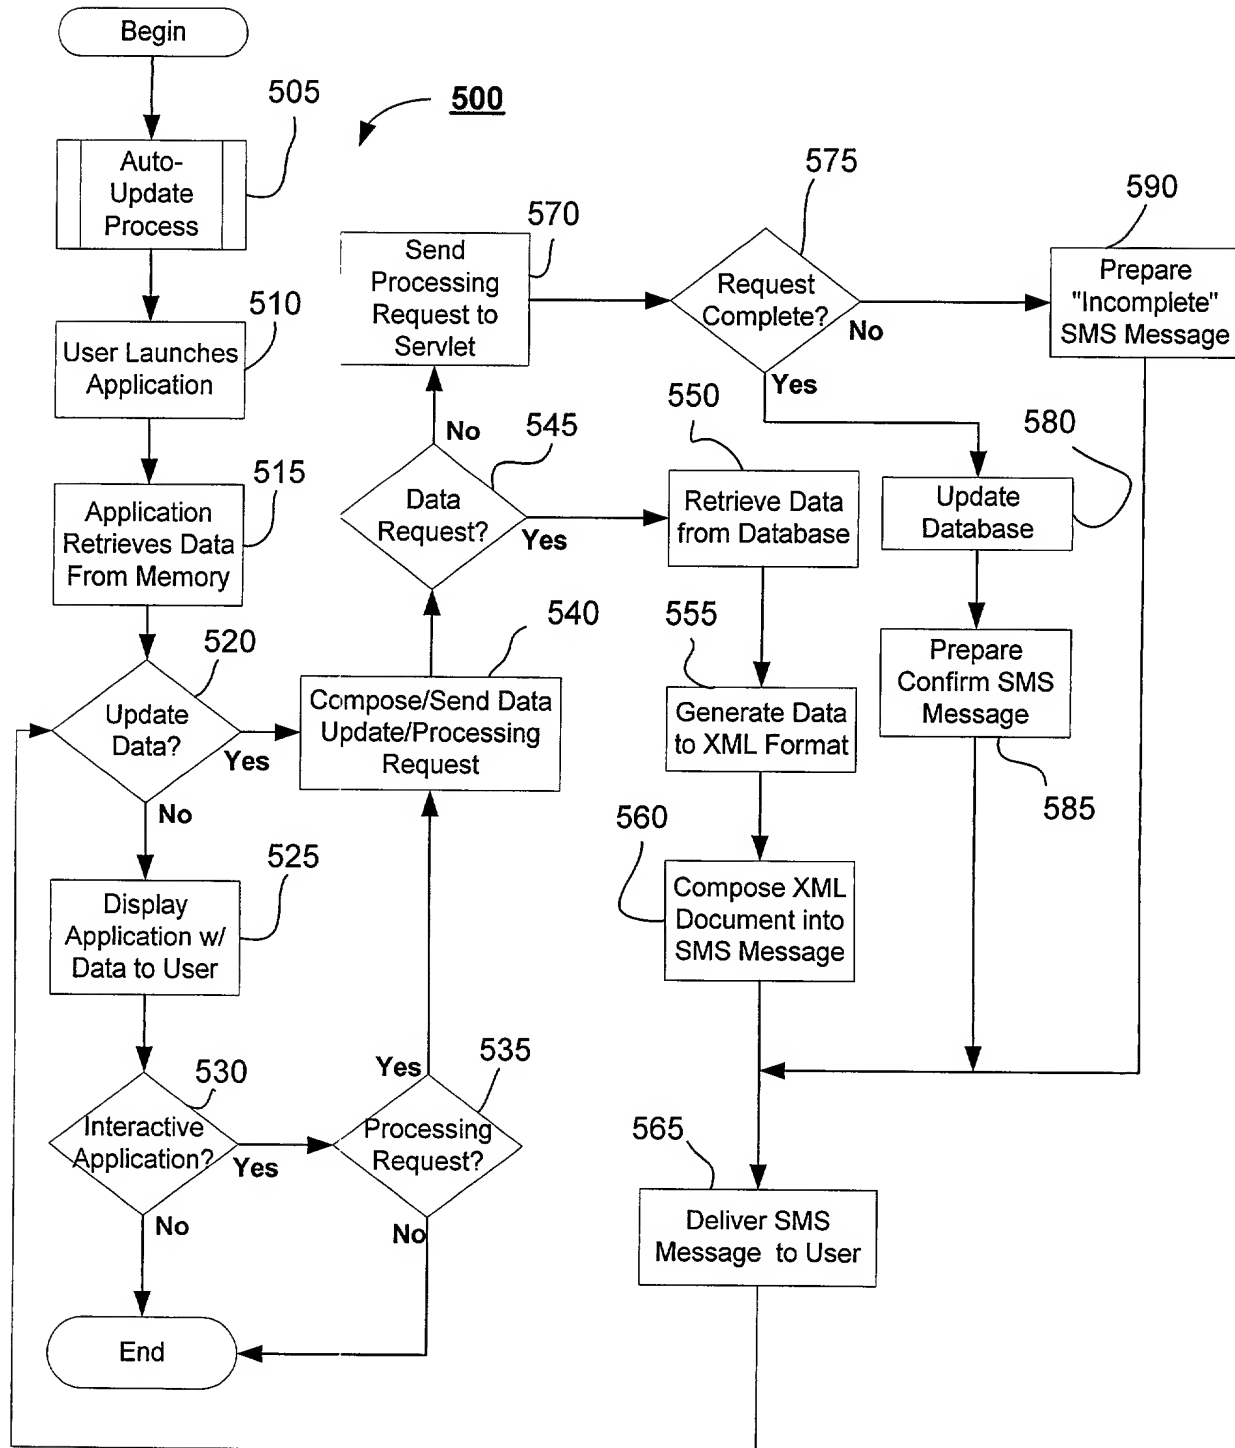 Begin
505
500
Auto-
Update
Process
575
590
570
Send
Processing
Request to
Servlet
Request
Complete?
No
Yes
Prepare
"Incomplete"
SMS Message
510
User Launches
Application
No
545
550
580
515
Application
Retrieves Data
From Memory
Data
Request?
Yes
Retrieve Data
from Database
Update
Database
520
540
555
Prepare
Confirm SMS
Message
Update
Data?
Yes
No
Compose/Send Data
Update/Processing
Request
Generate Data
to XML Format
585
560
525
Display
Application w/
Data to User
Compose XML
Document into
SMS Message
530
Yes
535
Interactive
Application?
Yes
No
Processing
Request?
No
565
Deliver SMS
Message to User
End